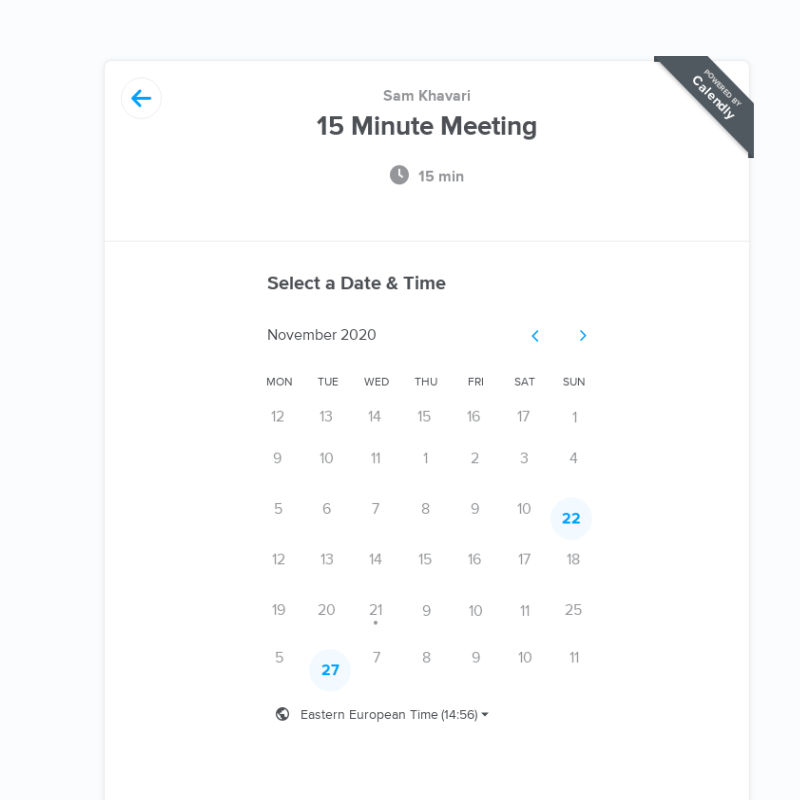 POWERED BY
Calendly
Sam Khavari
15 Minute Meeting
15 min
Select a Date & Time
November 2020
MON TUE WED THU FRI SAT SUN
12 13 14 15 16 17 1
9 10 11 1 2 3 4
5 6 7 8 9 10 22
12 13 14 15 16 17 18
19 20 21 9 10 11 25
5 27 7 8 9 10 11
Eastern European Time (14:56)